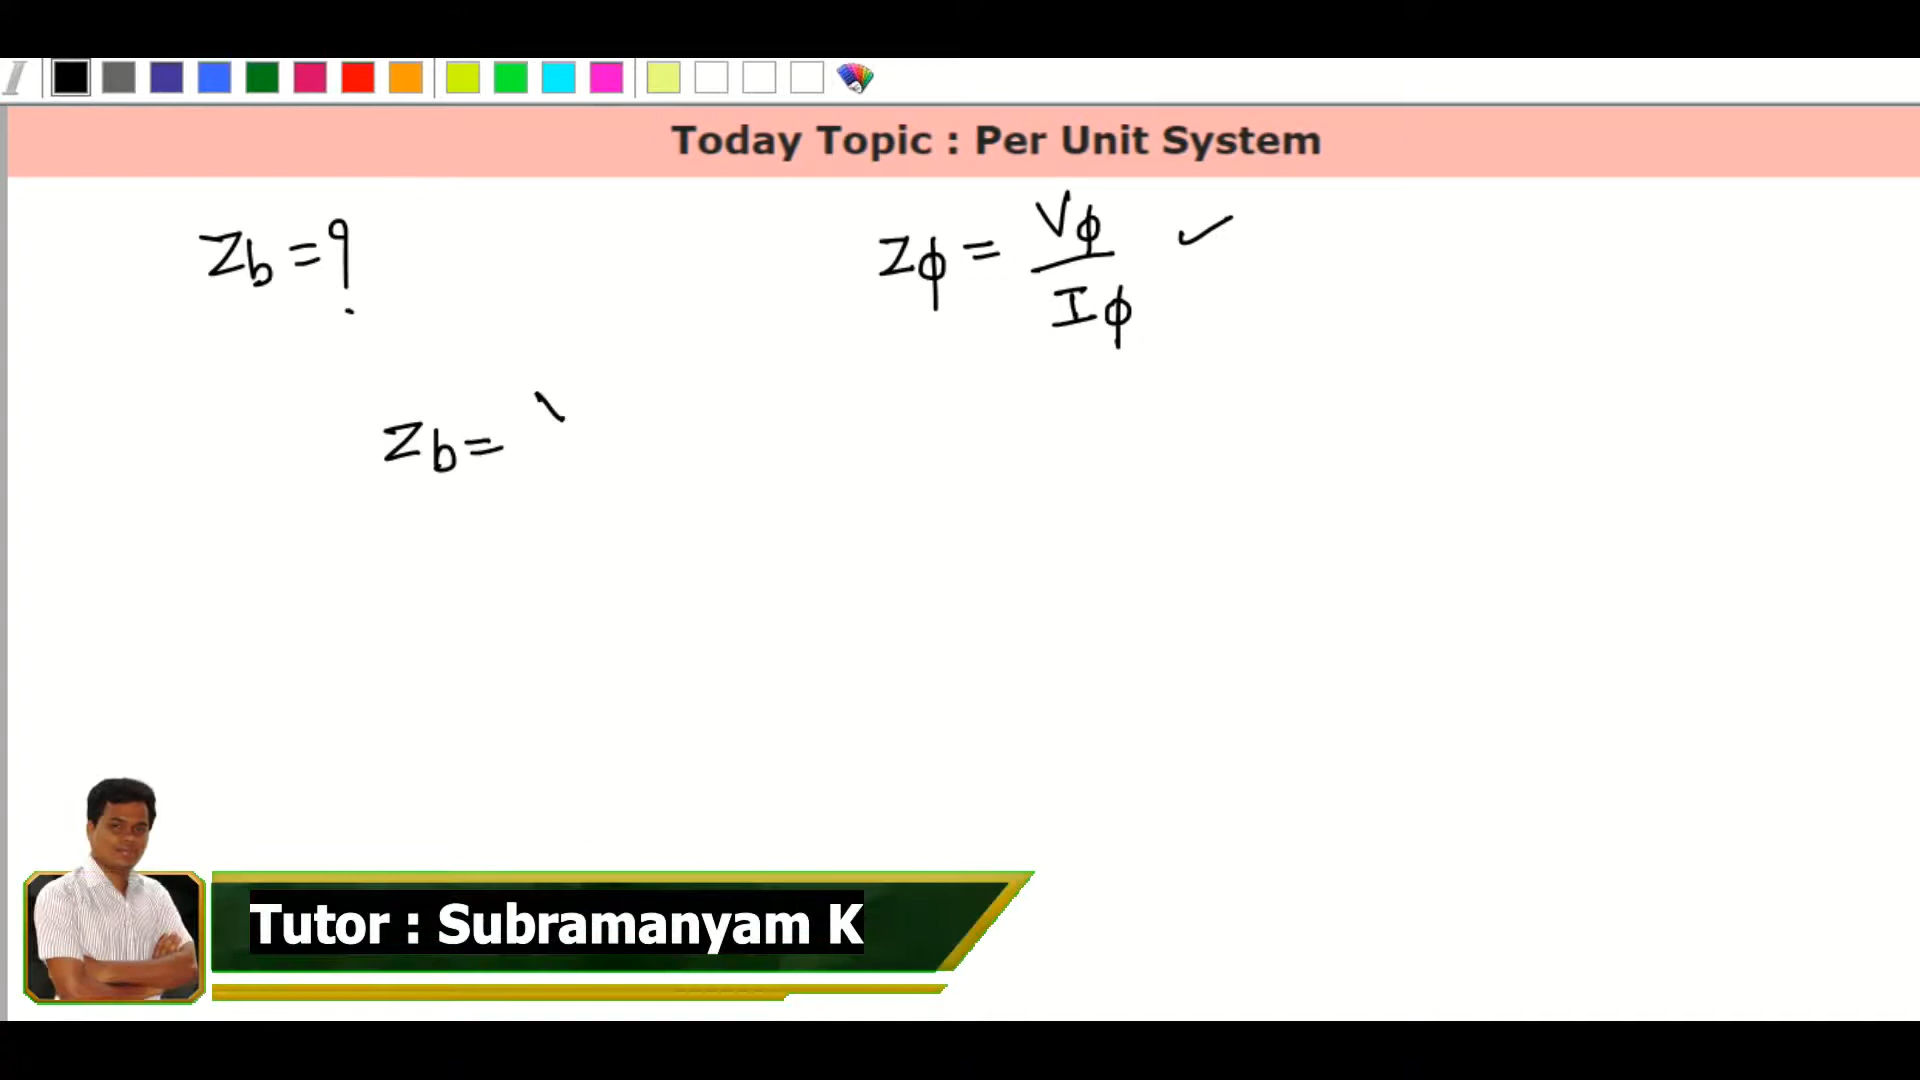 Today Topic : Per Unit System
Zb = ?
Zϕ = Vϕ / Iϕ ✓
Zb =
Tutor : Subramanyam K